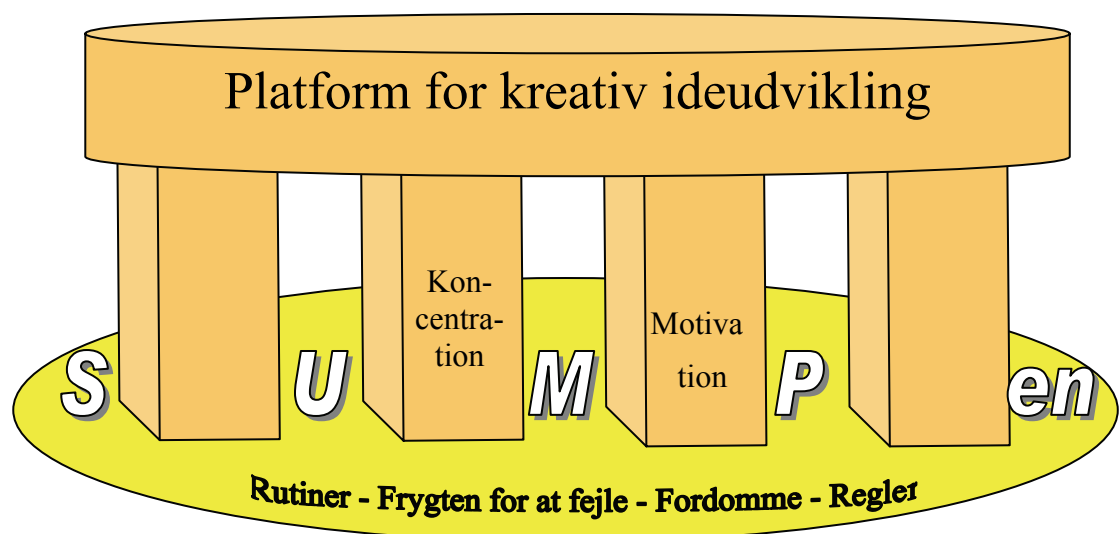 Platform for kreativ ideudvikling
Kon-
centra-
tion
Motiva
tion
S U M P en
Rutiner - Frygten for at fejle - Fordomme - Regler